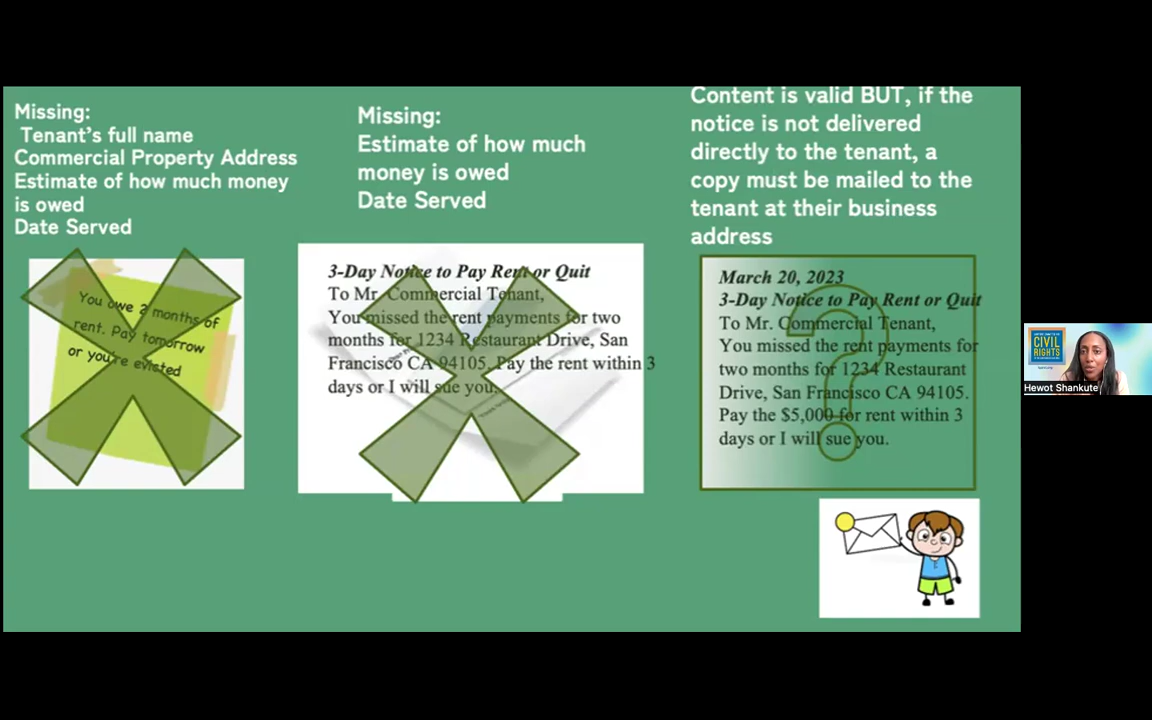 Missing:
Tenant's full name
Commercial Property Address
Estimate of how much money
is owed
Date Served
You owe 2 months of
rent. Pay tomorrow
or you're evicted
Missing:
Estimate of how much
money is owed
Date Served
3-Day Notice to Pay Rent or Quit
To Mr. Commercial Tenant,
You missed the rent payments for two
months for 1234 Restaurant Drive, San
Francisco CA 94105. Pay the rent within 3
days or I will sue you.
Content is valid BUT, if the
notice is not delivered
directly to the tenant, a
copy must be mailed to the
tenant at their business
address
March 20, 2023
3-Day Notice to Pay Rent or Quit
To Mr. Commercial Tenant,
You missed the rent payments for
two months for 1234 Restaurant
Drive, San Francisco CA 94105.
Pay the $5,000 for rent within 3
days or I will sue you.
?
CIVIL
RIGHTS
Hewot Shankute